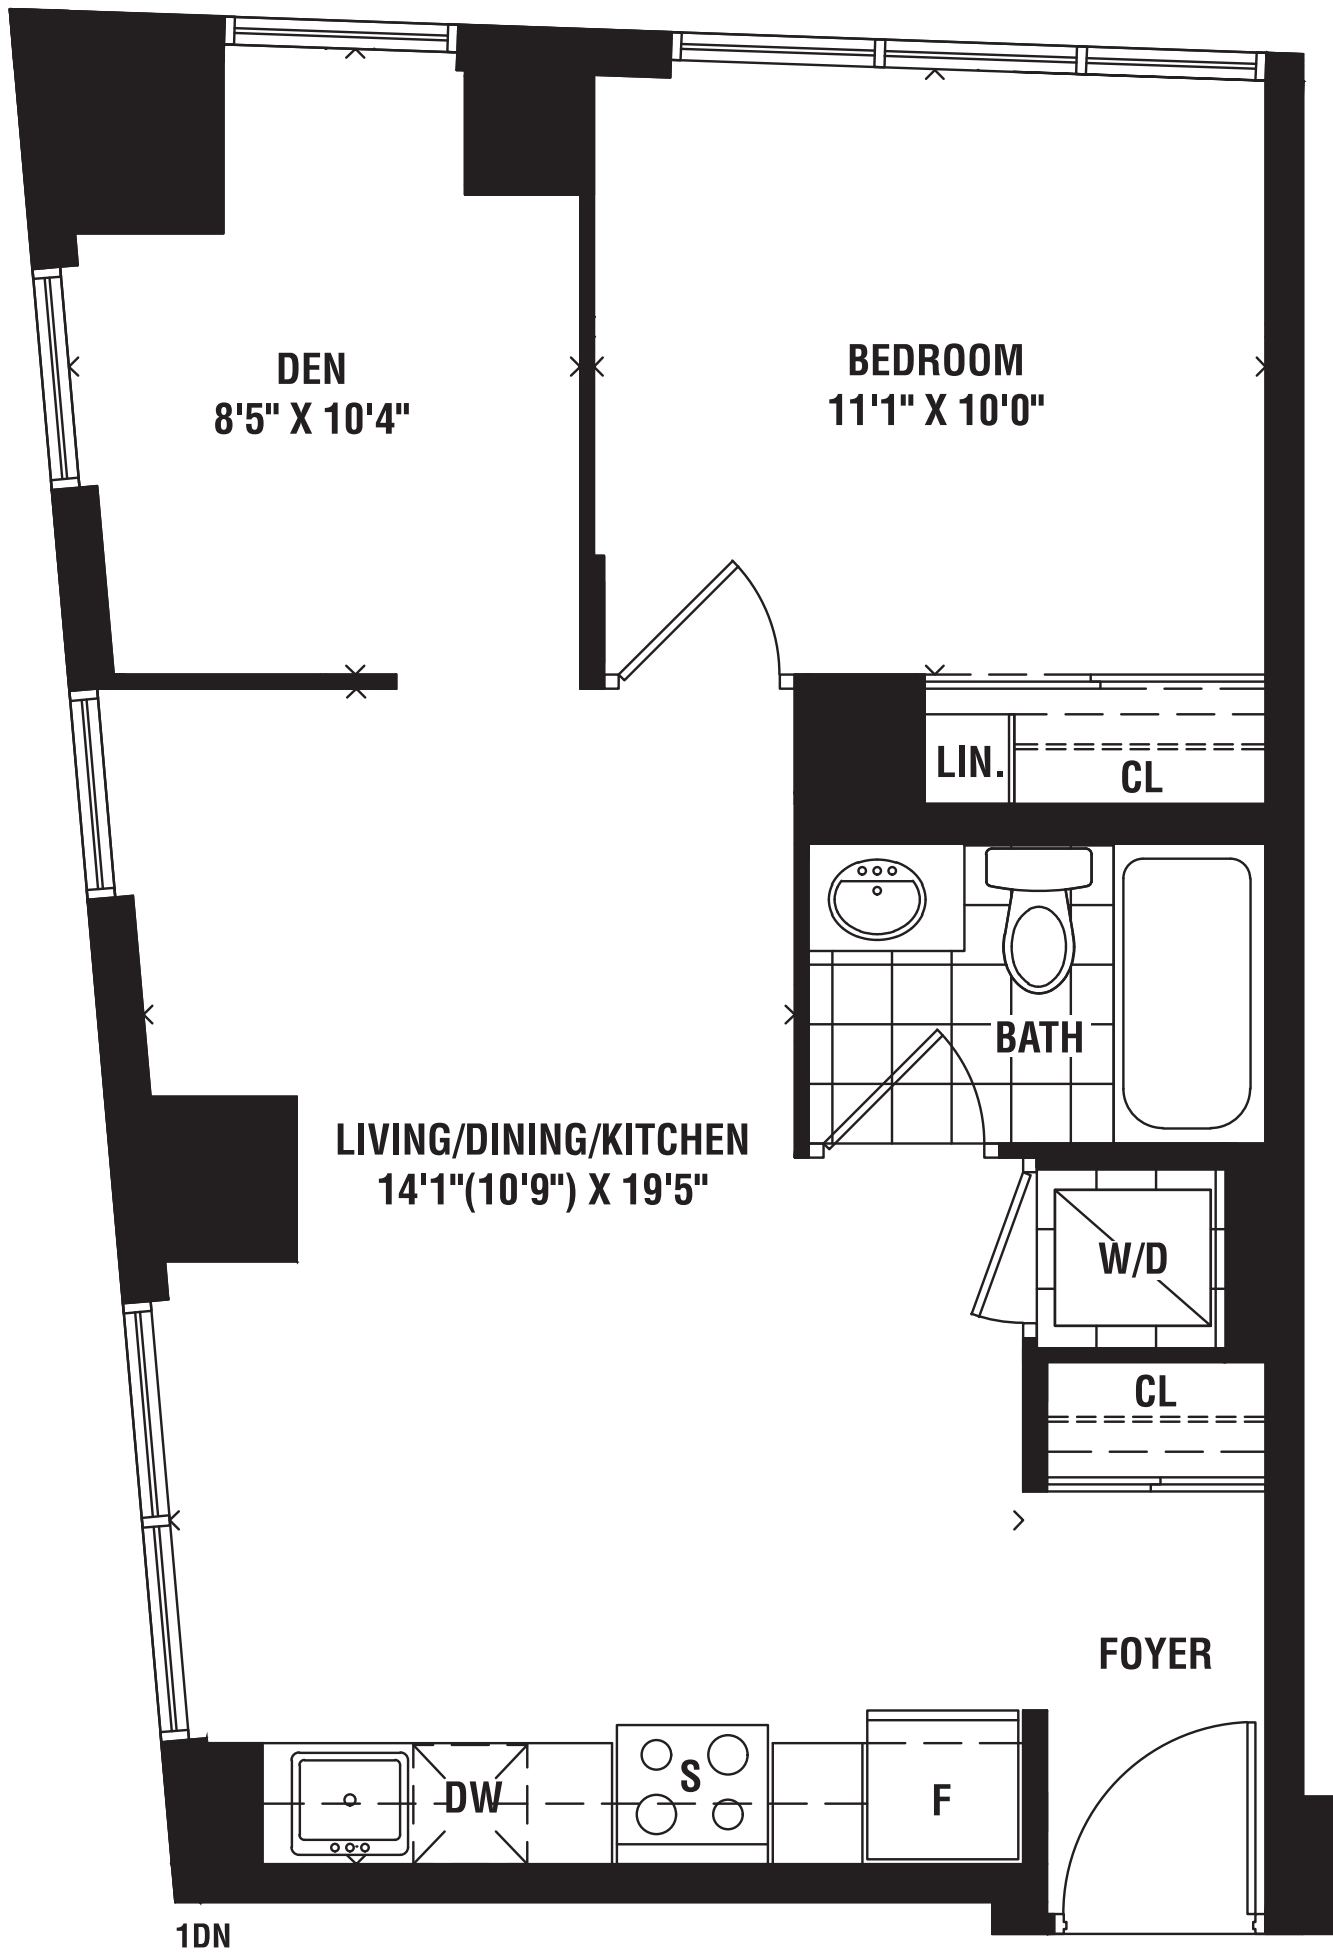 DEN
8'5" X 10'4"
BEDROOM
11'1" X 10'0"
LIN.
CL
BATH
LIVING/DINING/KITCHEN
14'1"(10'9") X 19'5"
W/D
CL
FOYER
DW
S
F
1DN